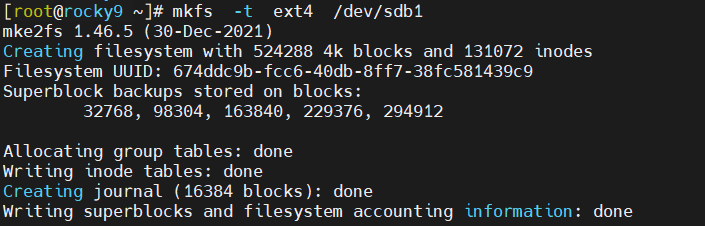 [root@rocky9 ~]# mkfs  -t  ext4  /dev/sdb1
mke2fs 1.46.5 (30-Dec-2021)
Creating filesystem with 524288 4k blocks and 131072 inodes
Filesystem UUID: 674ddc9b-fcc6-40db-8ff7-38fc581439c9
Superblock backups stored on blocks:
        32768, 98304, 163840, 229376, 294912

Allocating group tables: done
Writing inode tables: done
Creating journal (16384 blocks): done
Writing superblocks and filesystem accounting information: done